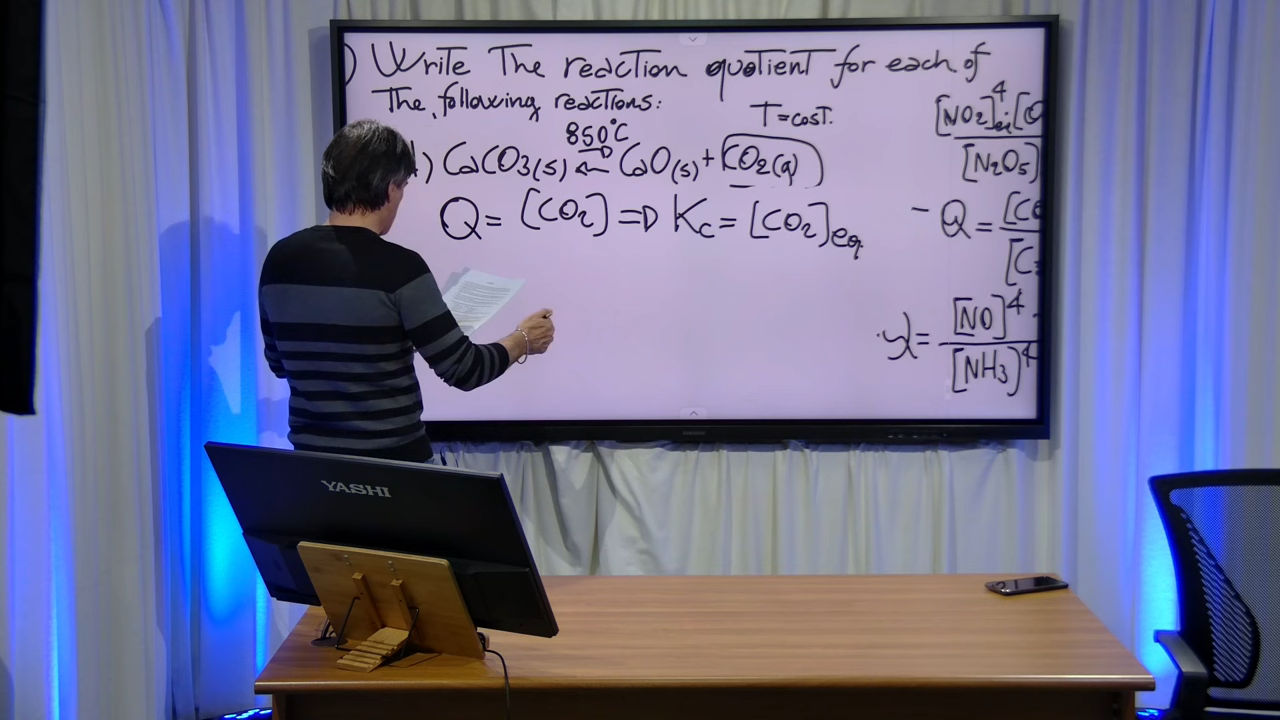 ) Write The reaction quotient for each of
The following reactions:
T=cosT.
850°C
) CaCO3(s) ⇌ CaO(s) + CO2(g)
Q = [CO2] => Kc = [CO2]eq
[NO2]⁴
[N2O5]
- Q =
[NO]⁴
=
[NH3]⁴
YASHI